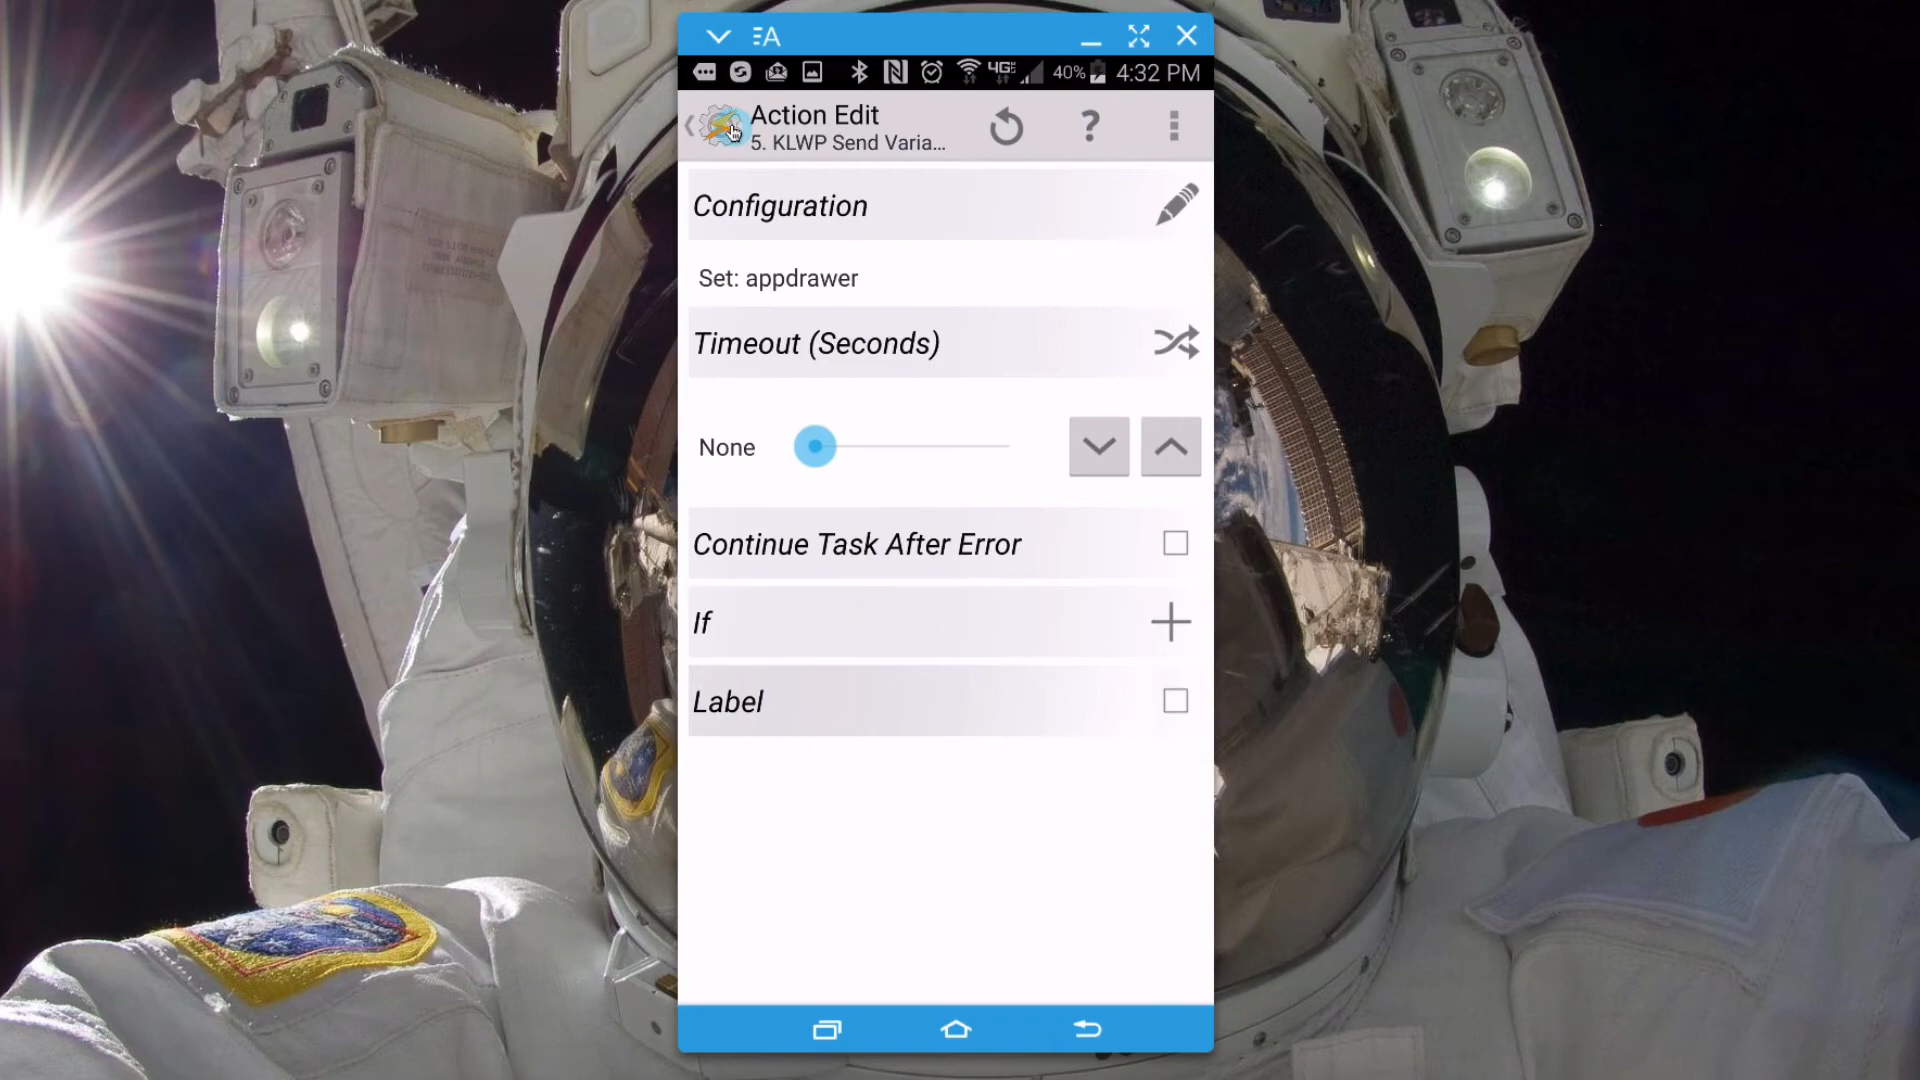 4G
40%
4:32 PM
Action Edit
5. KLWP Send Varia...
Configuration
Set: appdrawer
Timeout (Seconds)
None
Continue Task After Error
If
Label